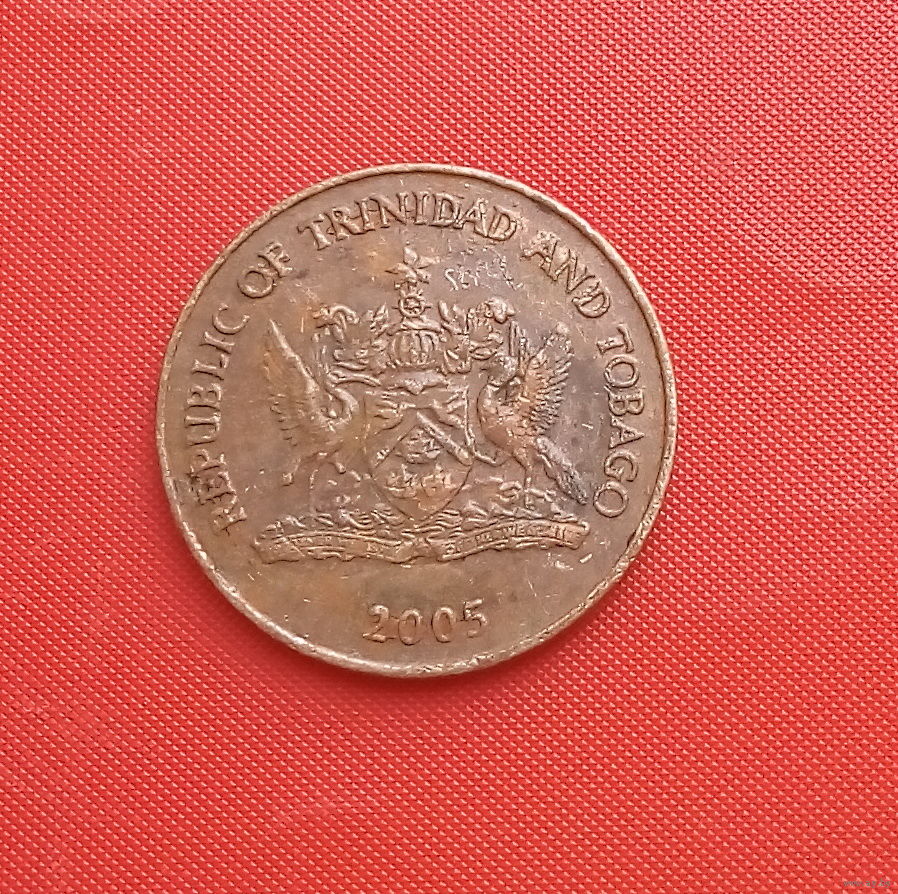 REPUBLIC OF TRINIDAD AND TOBAGO
2005